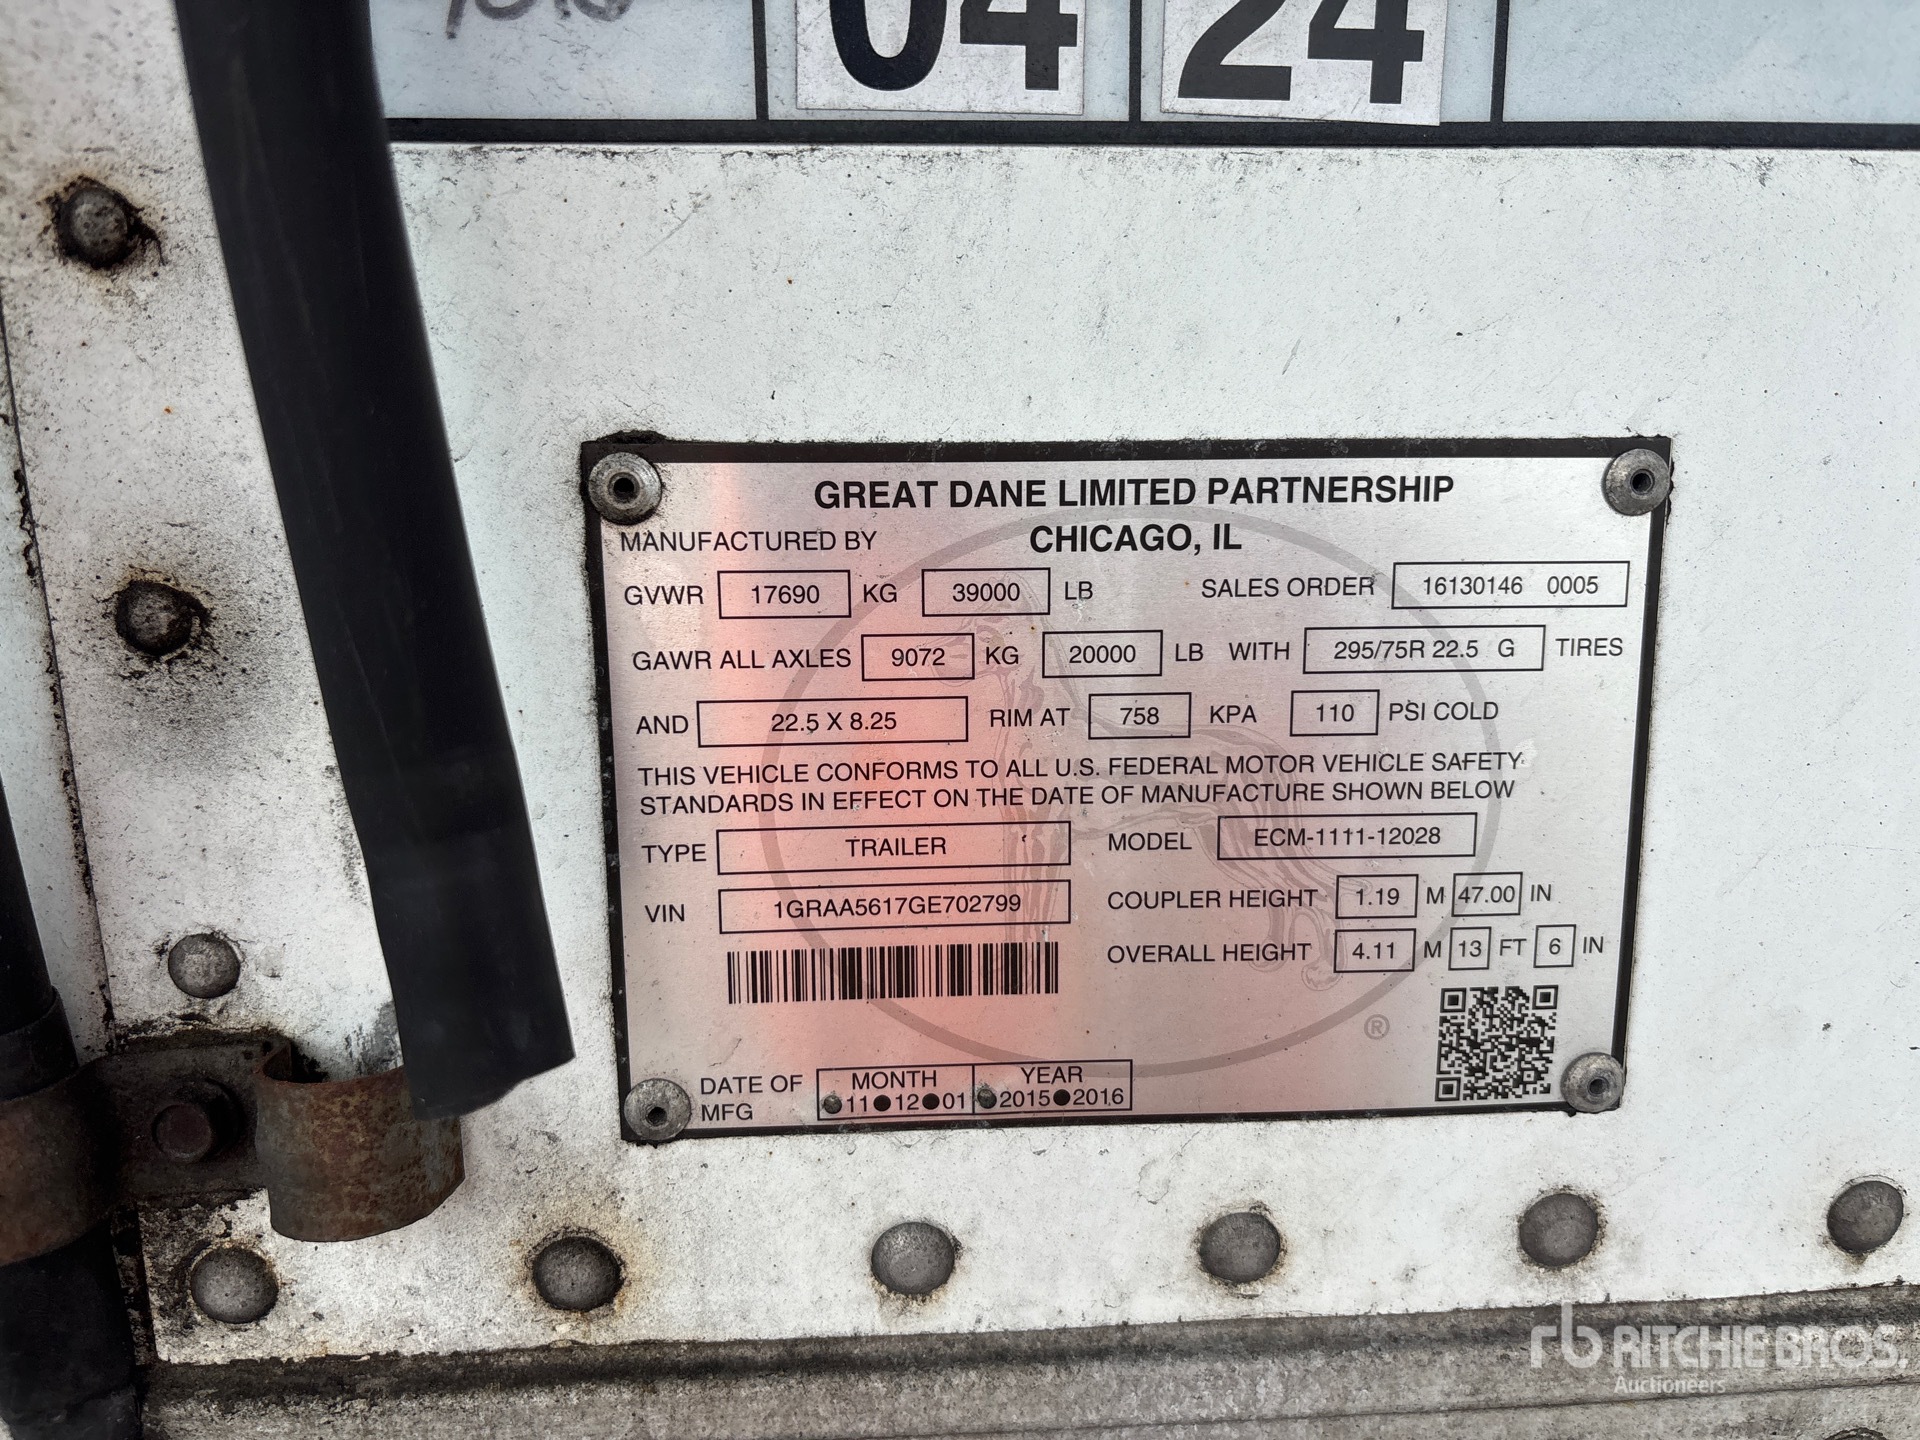 04 24
GREAT DANE LIMITED PARTNERSHIP
MANUFACTURED BY CHICAGO, IL
GVWR 17690 KG 39000 LB SALES ORDER 16130146 0005
GAWR ALL AXLES 9072 KG 20000 LB WITH 295/75R 22.5 G TIRES
AND 22.5 X 8.25 RIM AT 758 KPA 110 PSI COLD
THIS VEHICLE CONFORMS TO ALL U.S. FEDERAL MOTOR VEHICLE SAFETY
STANDARDS IN EFFECT ON THE DATE OF MANUFACTURE SHOWN BELOW
TYPE TRAILER MODEL ECM-1111-12028
VIN 1GRAA5617GE702799 COUPLER HEIGHT 1.19 M 47.00 IN
OVERALL HEIGHT 4.11 M 13 FT 6 IN
®
DATE OF MFG MONTH YEAR
11 12 01 2015 2016
rb RITCHIE BROS.
Auctioneers